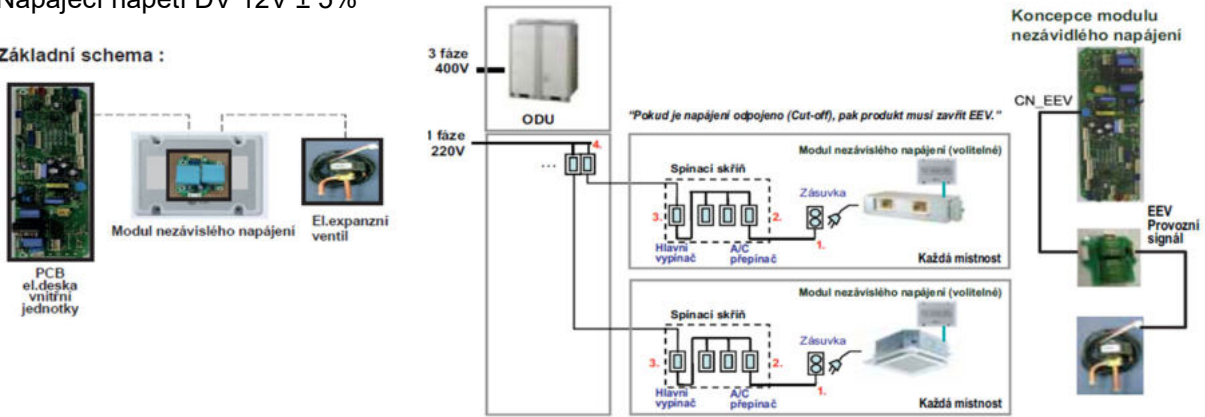 Napájecí napětí DV 12V ± 5%
Základní schema :
PCB
el.deska
vnitřní
jednotky
Modul nezávislého napájení
El.expanzní
ventil
3 fáze
400V
ODU
1 fáze
220V
...
4.
"Pokud je napájení odpojeno (Cut-off), pak produkt musí zavřít EEV."
Modul nezávislého napájení (volitelné)
Spínací skříň
Zásuvka
3.
2.
1.
Hlavní
vypínač
A/C
přepínač
Každá místnost
Modul nezávislého napájení (volitelné)
Spínací skříň
Zásuvka
3.
2.
1.
Hlavní
vypínač
A/C
přepínač
Každá místnost
Koncepce modulu
nezávidlého napájení
CN_EEV
EEV
Provozní
signál